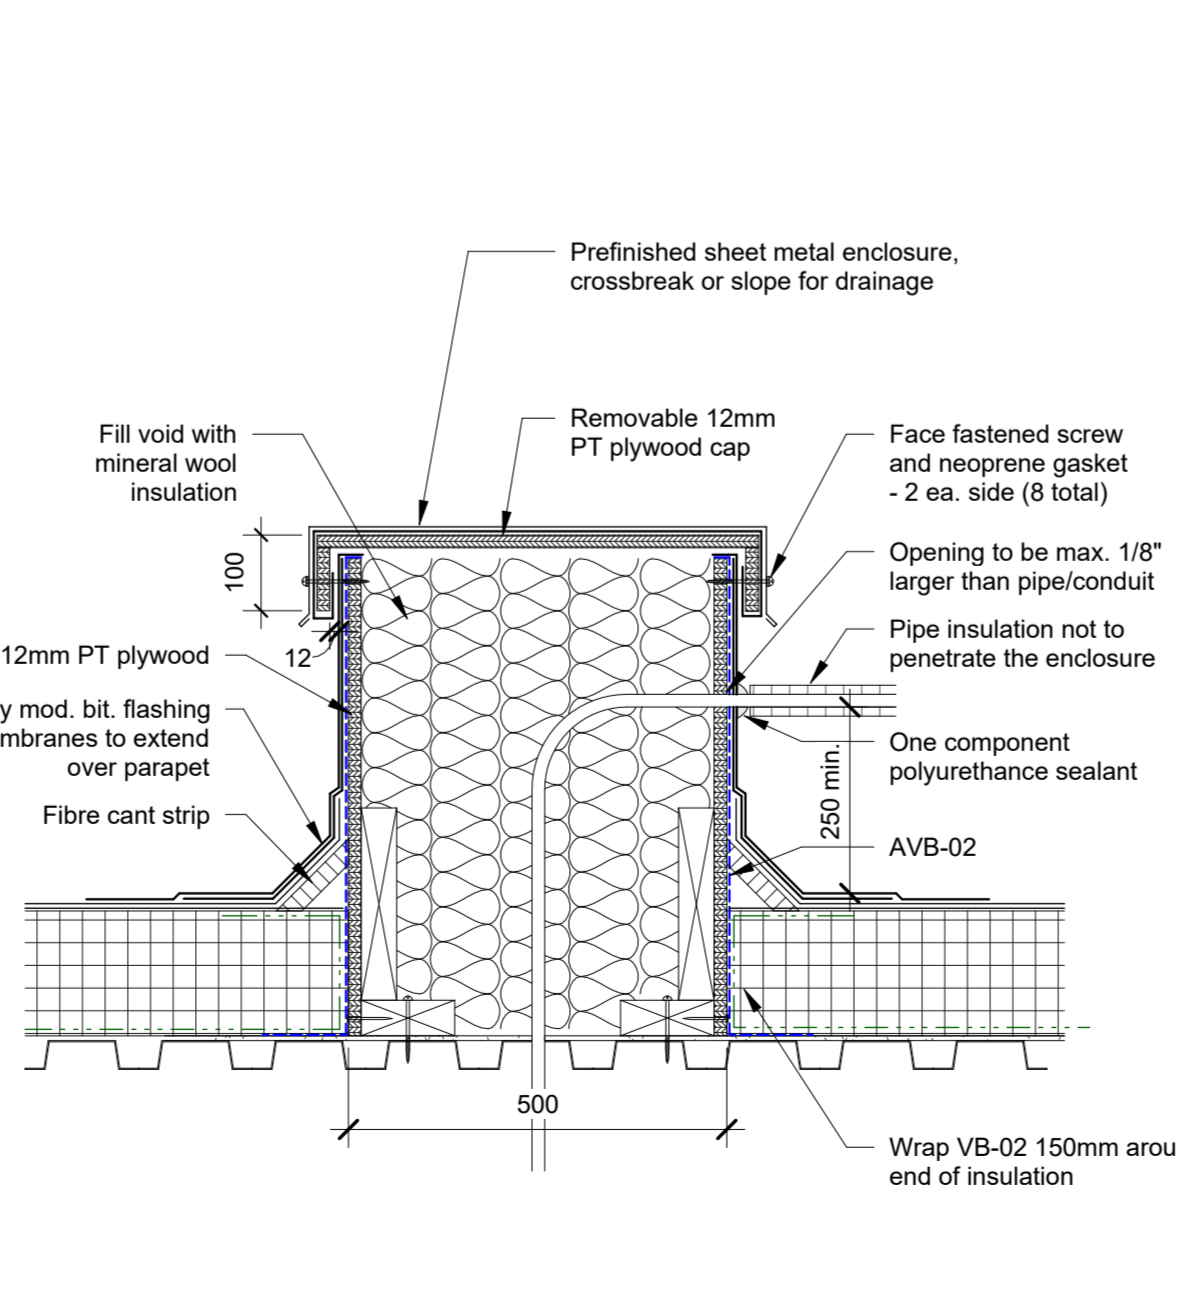 Prefinished sheet metal enclosure,
crossbreak or slope for drainage
Removable 12mm
PT plywood cap
Fill void with
mineral wool
insulation
Face fastened screw
and neoprene gasket
- 2 ea. side (8 total)
100
Opening to be max. 1/8"
larger than pipe/conduit
Pipe insulation not to
penetrate the enclosure
12
12mm PT plywood
y mod. bit. flashing
mbranes to extend
over parapet
One component
polyurethance sealant
250 min.
Fibre cant strip
AVB-02
500
Wrap VB-02 150mm arou
end of insulation